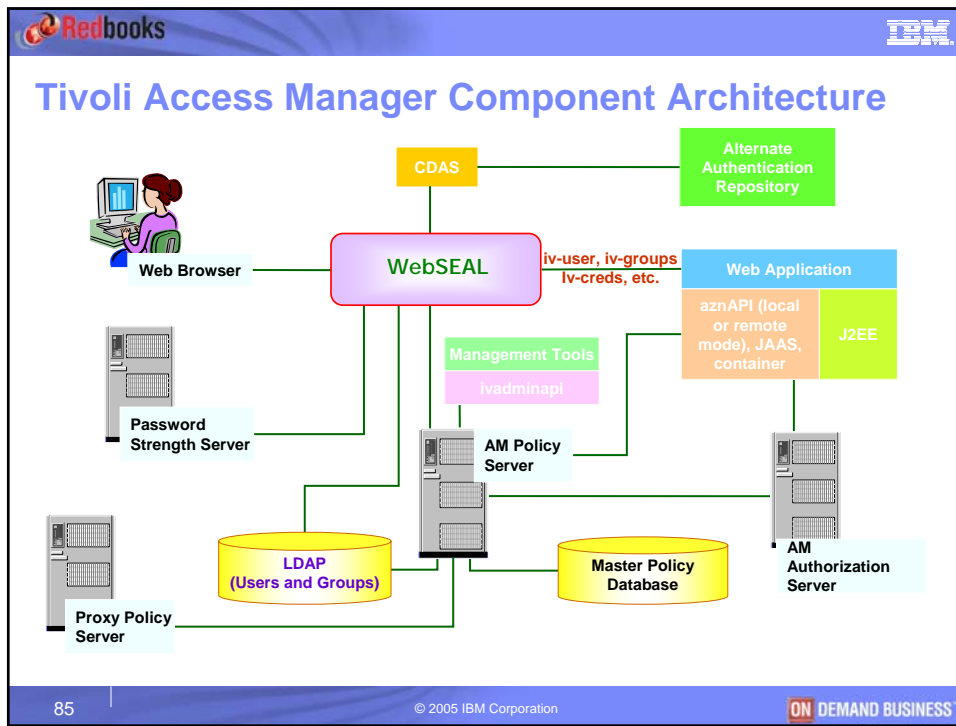 Redbooks
IBM.
Tivoli Access Manager Component Architecture
CDAS
Alternate
Authentication
Repository
Web Browser
WebSEAL
iv-user, iv-groups
Iv-creds, etc.
Web Application
aznAPI (local
or remote
mode), JAAS,
container
J2EE
Management Tools
ivadminapi
Password
Strength Server
AM Policy
Server
LDAP
(Users and Groups)
Master Policy
Database
AM
Authorization
Server
Proxy Policy
Server
85
© 2005 IBM Corporation
ON DEMAND BUSINESS